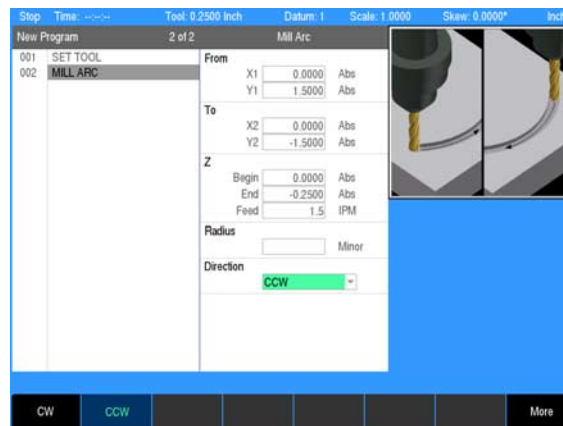 Stop Time: --:--:-- Tool: 0.2500 Inch Datum: 1 Scale: 1.0000 Skew: 0.0000° Inch
New Program 2 of 2 Mill Arc
001 SET TOOL
002 MILL ARC
From
X1 0.0000 Abs
Y1 1.5000 Abs
To
X2 0.0000 Abs
Y2 -1.5000 Abs
Z
Begin 0.0000 Abs
End -0.2500 Abs
Feed 1.5 IPM
Radius
Minor
Direction
CCW
CW CCW More